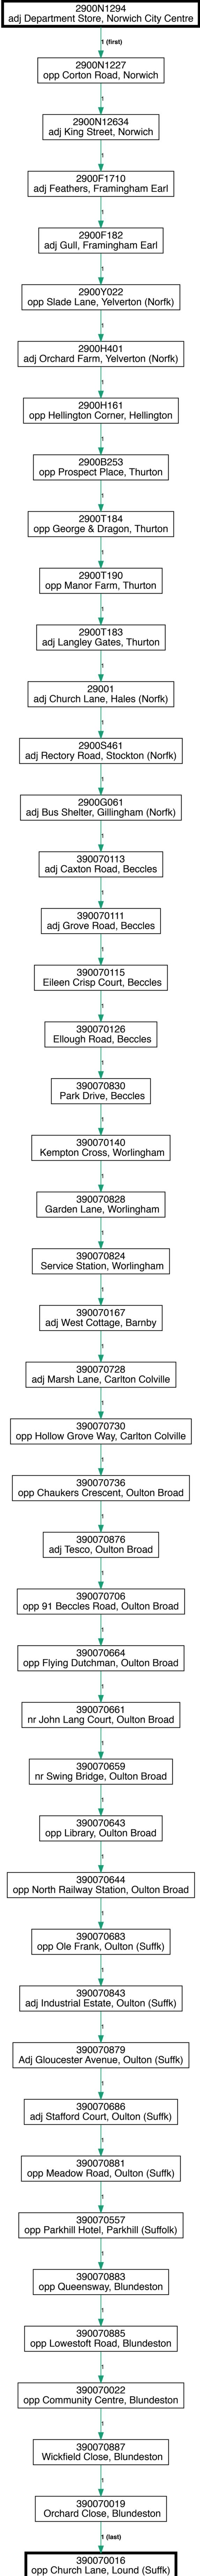 2900N1294
adj Department Store, Norwich City Centre
1 (first)
2900N1227
opp Corton Road, Norwich
1
2900N12634
adj King Street, Norwich
1
2900F1710
adj Feathers, Framingham Earl
1
2900F182
adj Gull, Framingham Earl
1
2900Y022
opp Slade Lane, Yelverton (Norfk)
1
2900H401
adj Orchard Farm, Yelverton (Norfk)
1
2900H161
opp Hellington Corner, Hellington
1
2900B253
opp Prospect Place, Thurton
1
2900T184
opp George & Dragon, Thurton
1
2900T190
opp Manor Farm, Thurton
1
2900T183
adj Langley Gates, Thurton
1
29001
adj Church Lane, Hales (Norfk)
1
2900S461
adj Rectory Road, Stockton (Norfk)
1
2900G061
adj Bus Shelter, Gillingham (Norfk)
1
390070113
adj Caxton Road, Beccles
1
390070111
adj Grove Road, Beccles
1
390070115
Eileen Crisp Court, Beccles
1
390070126
Ellough Road, Beccles
1
390070830
Park Drive, Beccles
1
390070140
Kempton Cross, Worlingham
1
390070828
Garden Lane, Worlingham
1
390070824
Service Station, Worlingham
1
390070167
adj West Cottage, Barnby
1
390070728
adj Marsh Lane, Carlton Colville
1
390070730
opp Hollow Grove Way, Carlton Colville
1
390070736
opp Chaukers Crescent, Oulton Broad
1
390070876
adj Tesco, Oulton Broad
1
390070706
opp 91 Beccles Road, Oulton Broad
1
390070664
opp Flying Dutchman, Oulton Broad
1
390070661
nr John Lang Court, Oulton Broad
1
390070659
nr Swing Bridge, Oulton Broad
1
390070643
opp Library, Oulton Broad
1
390070644
opp North Railway Station, Oulton Broad
1
390070683
opp Ole Frank, Oulton (Suffk)
1
390070843
adj Industrial Estate, Oulton (Suffk)
1
390070879
Adj Gloucester Avenue, Oulton (Suffk)
1
390070686
adj Stafford Court, Oulton (Suffk)
1
390070881
opp Meadow Road, Oulton (Suffk)
1
390070557
opp Parkhill Hotel, Parkhill (Suffolk)
1
390070883
opp Queensway, Blundeston
1
390070885
opp Lowestoft Road, Blundeston
1
390070022
opp Community Centre, Blundeston
1
390070887
Wickfield Close, Blundeston
1
390070019
Orchard Close, Blundeston
1 (last)
390070016
opp Church Lane, Lound (Suffk)